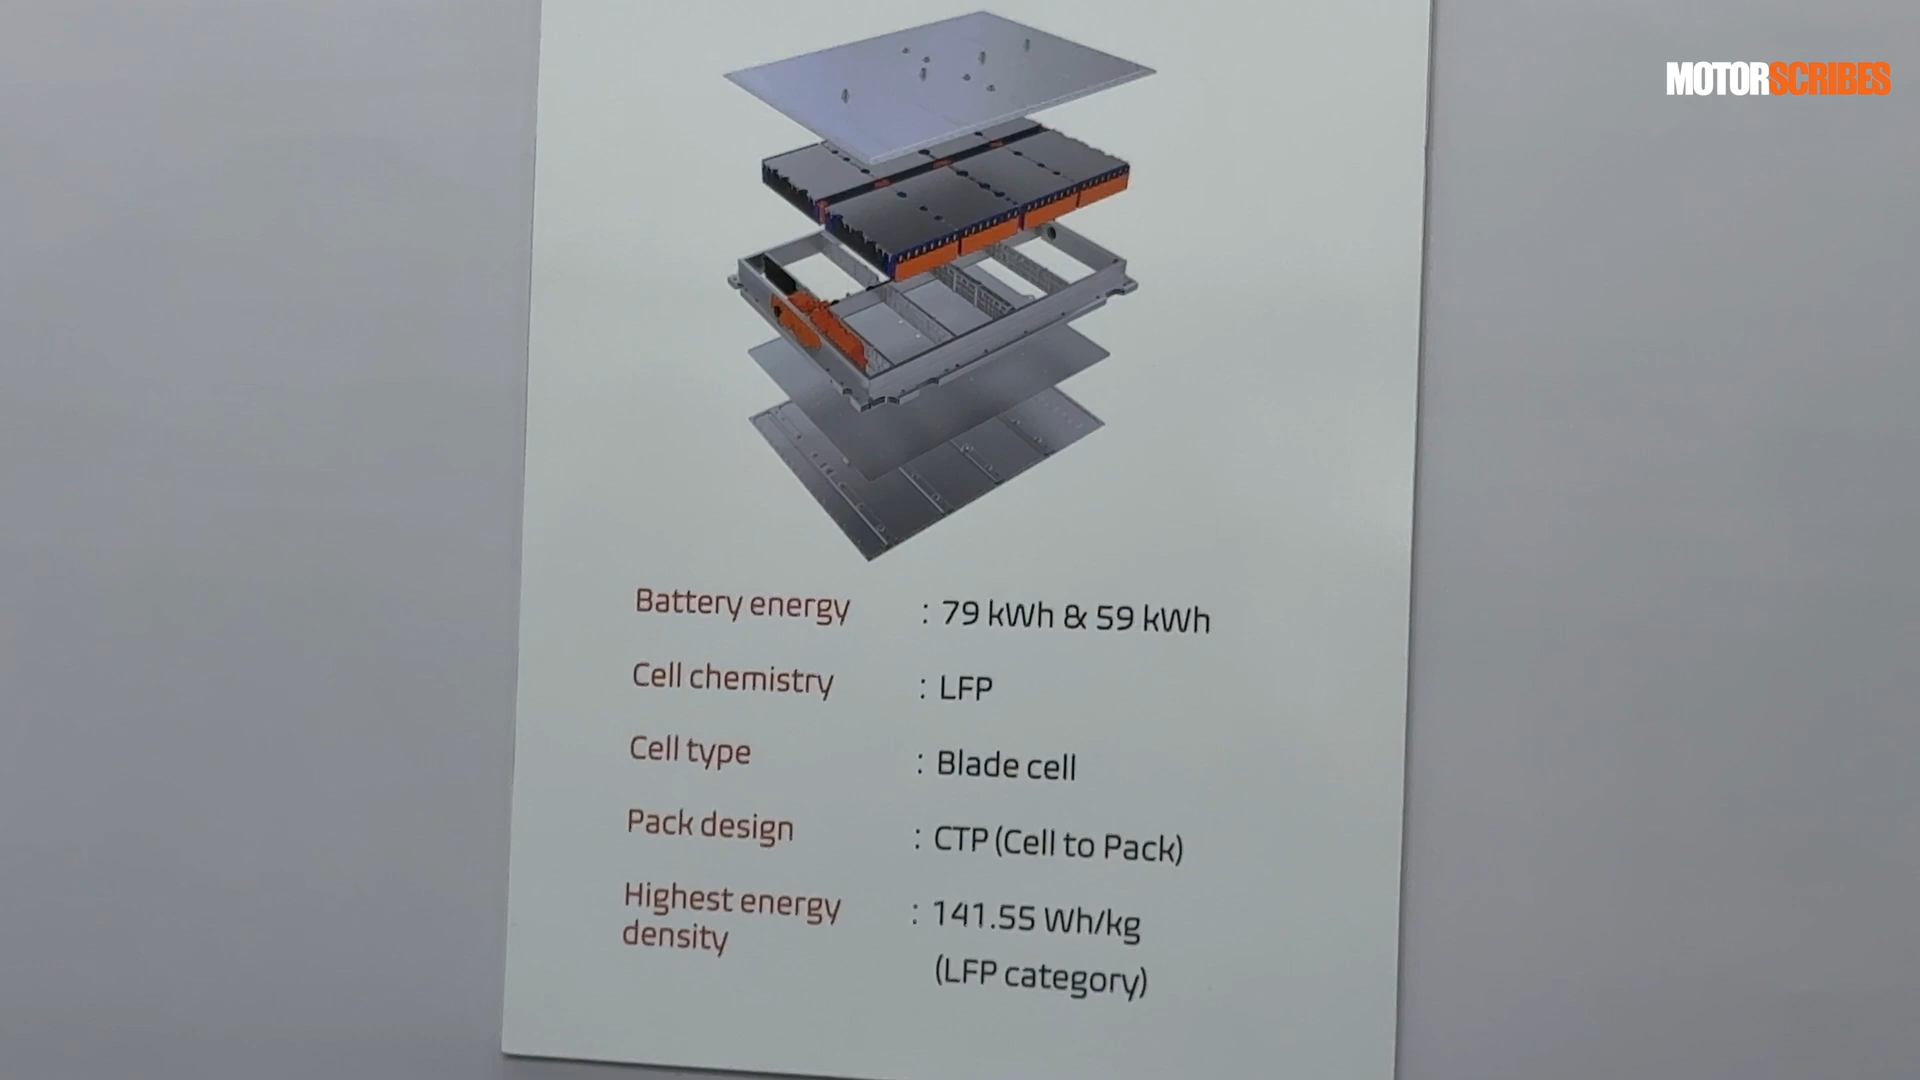 MOTORSCRIBES
Battery energy : 79 kWh & 59 kWh
Cell chemistry : LFP
Cell type : Blade cell
Pack design : CTP (Cell to Pack)
Highest energy : 141.55 Wh/kg
density
(LFP category)